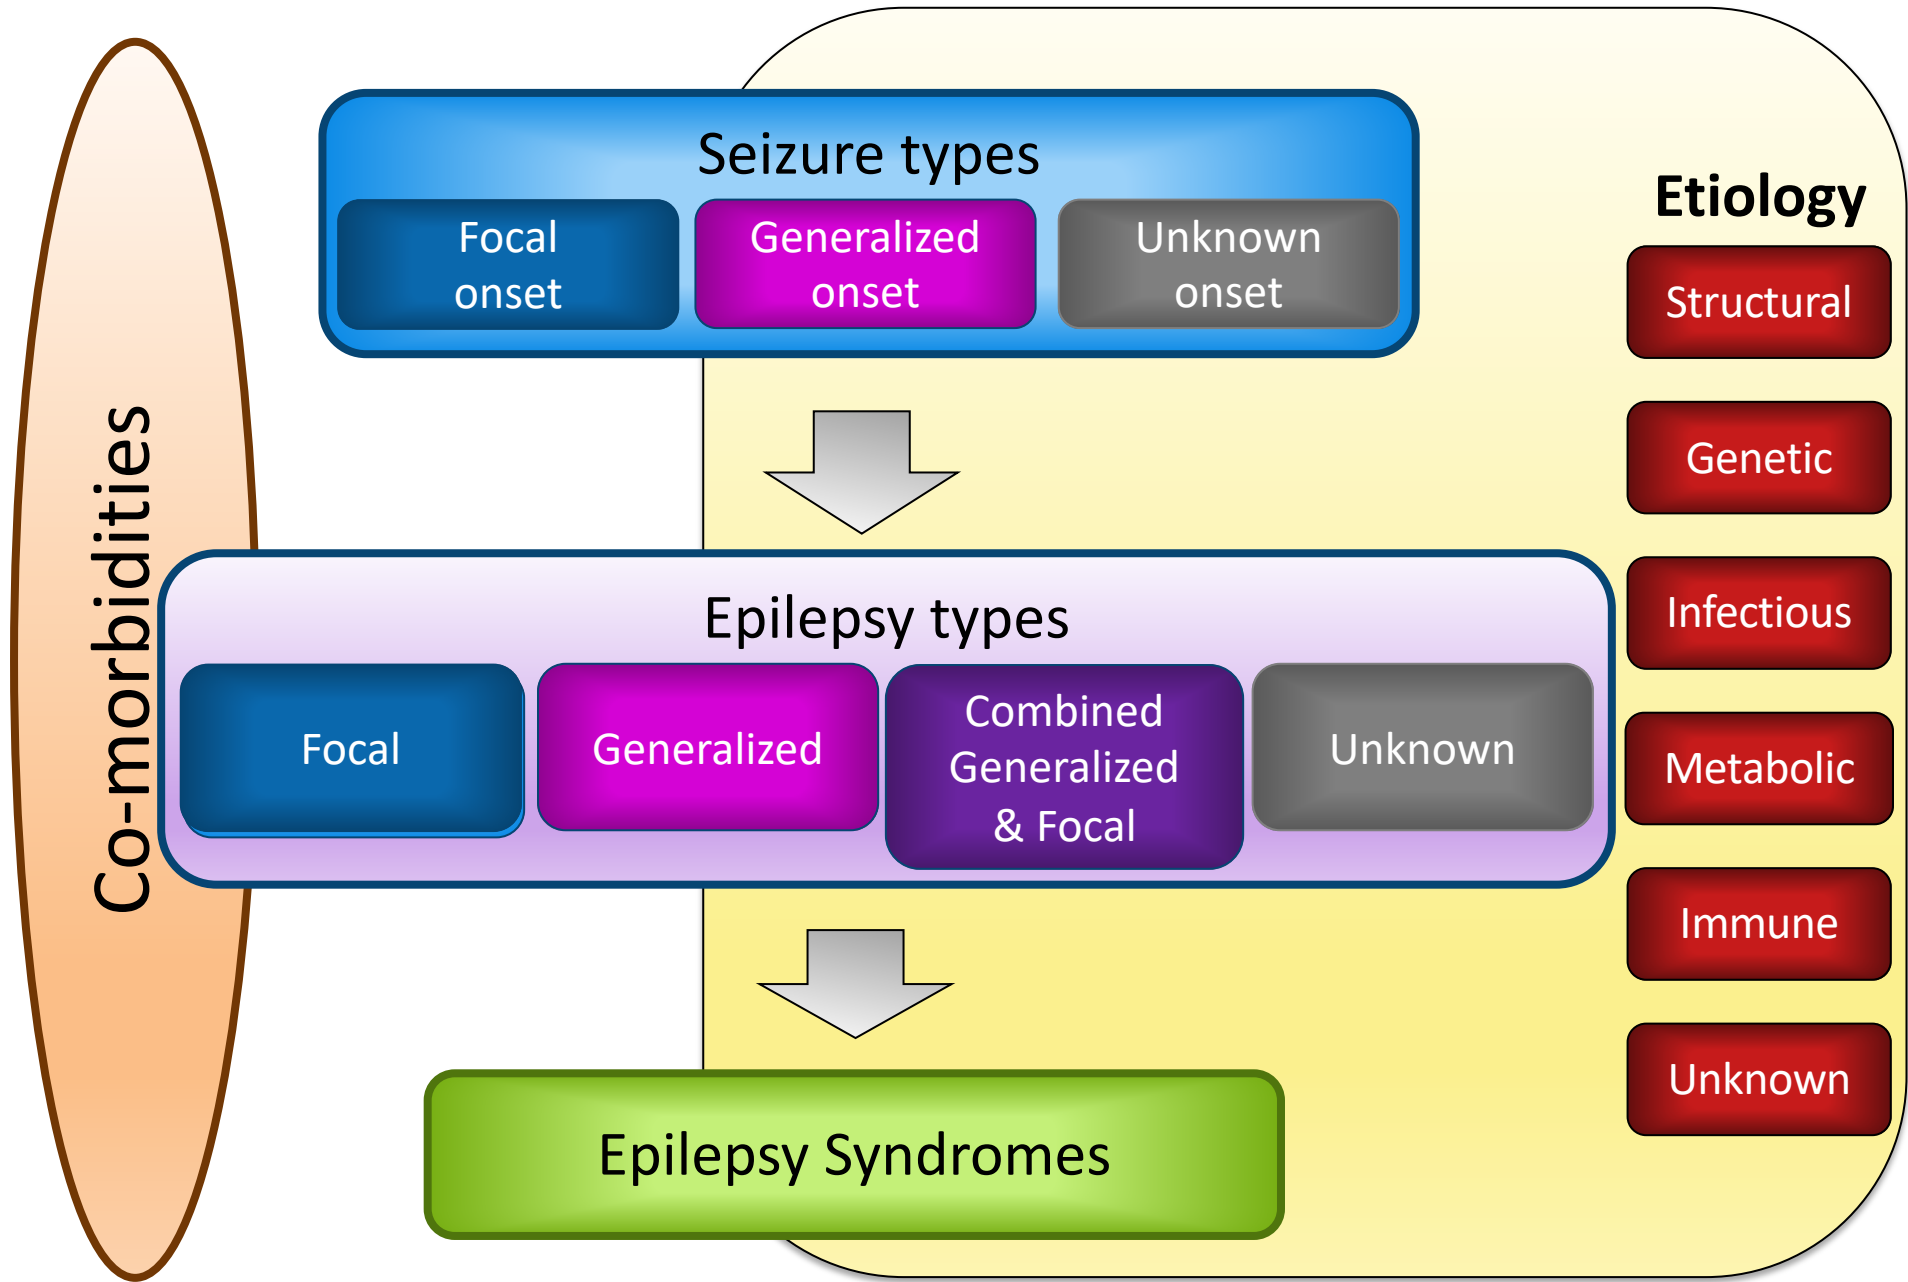 Co-morbidities
Seizure types
Focal
onset
Generalized
onset
Unknown
onset
Epilepsy types
Focal
Generalized
Combined
Generalized
& Focal
Unknown
Epilepsy Syndromes
Etiology
Structural
Genetic
Infectious
Metabolic
Immune
Unknown